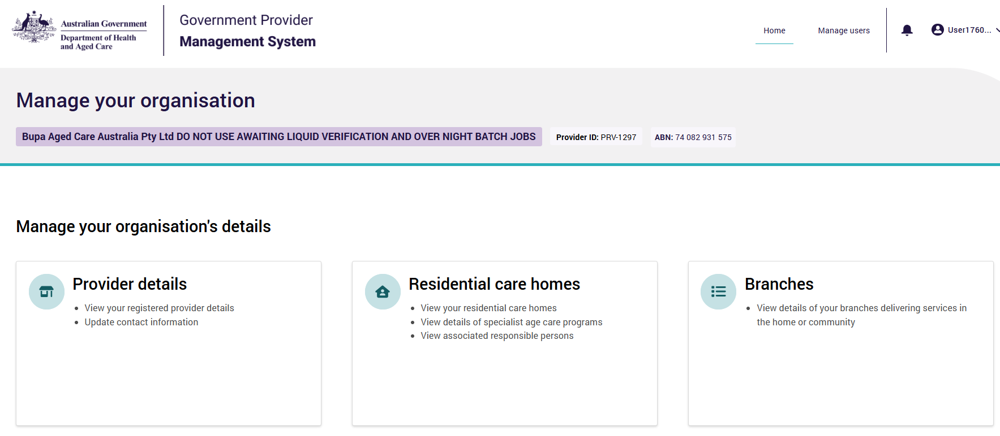 Australian Government
Department of Health
and Aged Care
Government Provider
Management System
Home
Manage users
User1760...
Manage your organisation
Bupa Aged Care Australia Pty Ltd DO NOT USE AWAITING LIQUID VERIFICATION AND OVER NIGHT BATCH JOBS
Provider ID: PRV-1297
ABN: 74 082 931 575
Manage your organisation's details
Provider details
• View your registered provider details
• Update contact information
Residential care homes
• View your residential care homes
• View details of specialist age care programs
• View associated responsible persons
Branches
• View details of your branches delivering services in
the home or community